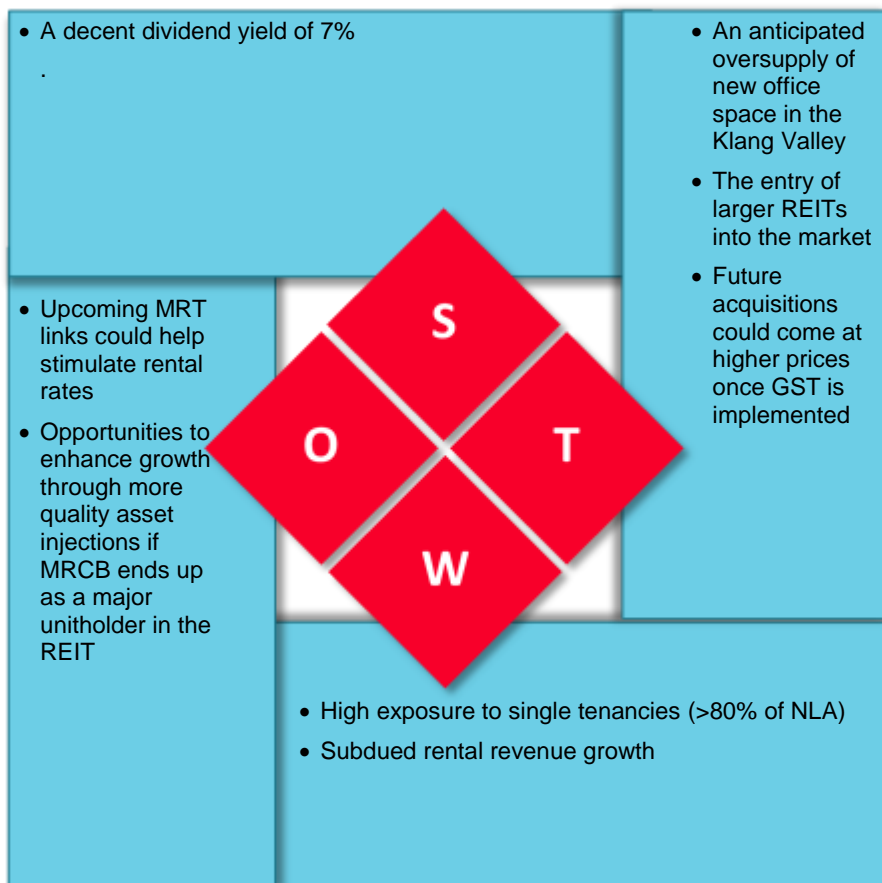 • A decent dividend yield of 7%
.
• An anticipated
oversupply of
new office
space in the
Klang Valley
• The entry of
larger REITs
into the market
• Future
acquisitions
could come at
higher prices
once GST is
implemented
• Upcoming MRT
links could help
stimulate rental
rates
• Opportunities to
enhance growth
through more
quality asset
injections if
MRCB ends up
as a major
unitholder in the
REIT
S
O
T
W
• High exposure to single tenancies (>80% of NLA)
• Subdued rental revenue growth